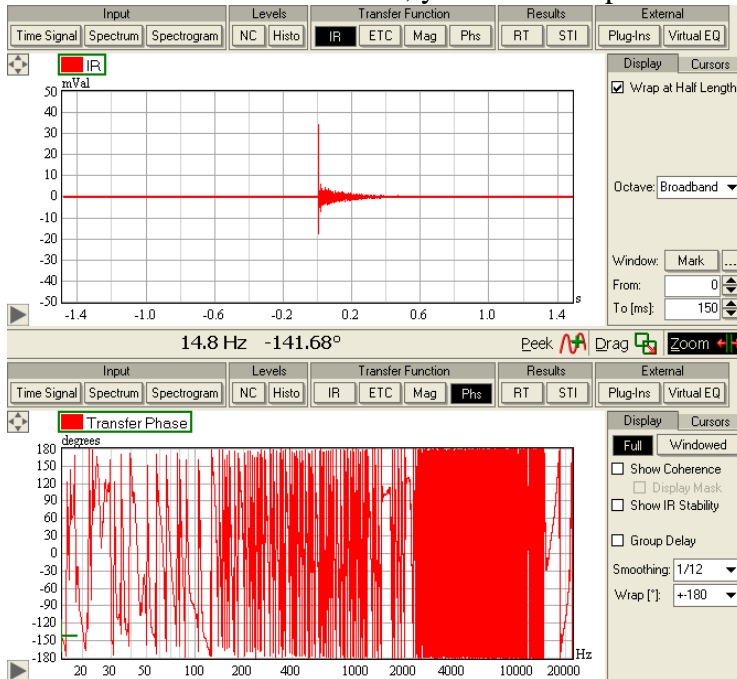 Input Levels Transfer Function Results External
Time Signal Spectrum Spectrogram NC Histo IR ETC Mag Phs RT STI Plug-Ins Virtual EQ
IR Display Cursors
mVal
Wrap at Half Length
50
40
30
20
10
0
-10
-20
-30
-40
-50
Octave: Broadband
Window: Mark ...
From: 0
To [ms]: 150
-1.4 -1.0 -0.6 -0.2 0.2 0.6 1.0 1.4 s
14.8 Hz -141.68° Peek Drag Zoom
Input Levels Transfer Function Results External
Time Signal Spectrum Spectrogram NC Histo IR ETC Mag Phs RT STI Plug-Ins Virtual EQ
Transfer Phase Display Cursors
degrees
Full Windowed
180
150
120
90
60
30
0
-30
-60
-90
-120
-150
-180
Show Coherence
Display Mask
Show IR Stability
Group Delay
Smoothing: 1/12
Wrap [°]: +-180
20 30 50 100 200 400 1000 2000 4000 10000 20000 Hz